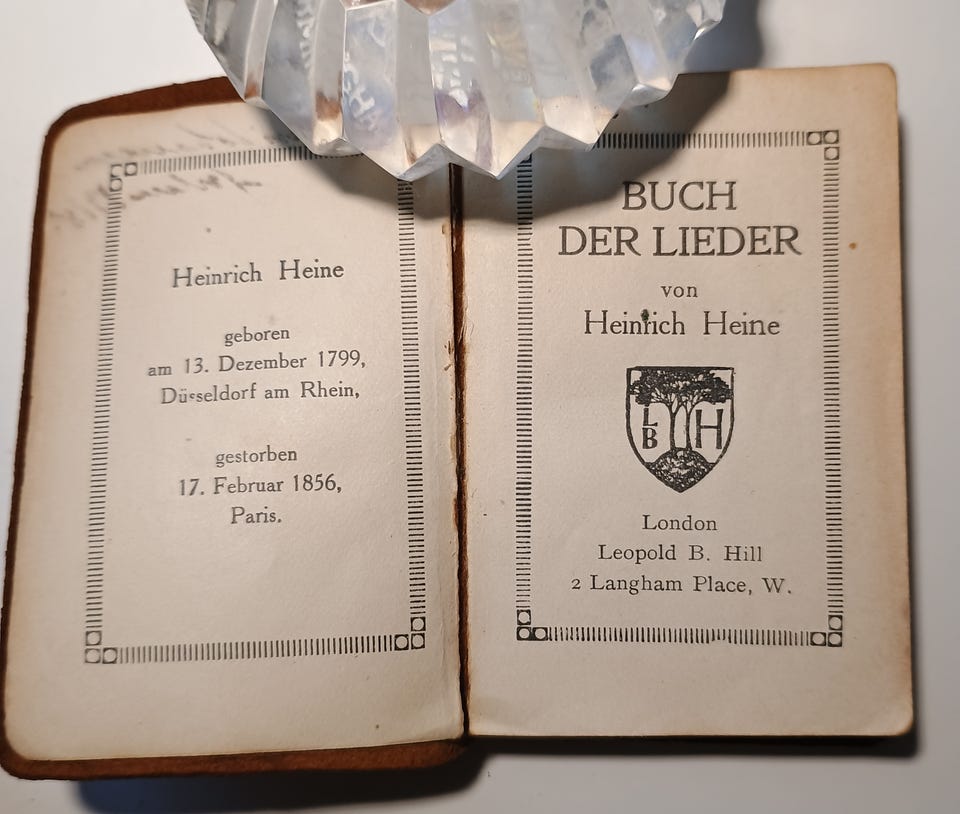 Heinrich Heine
geboren
am 13. Dezember 1799,
Düsseldorf am Rhein,
gestorben
17. Februar 1856,
Paris.
BUCH
DER LIEDER
von
Heinrich Heine
L H
B
London
Leopold B. Hill
2 Langham Place, W.